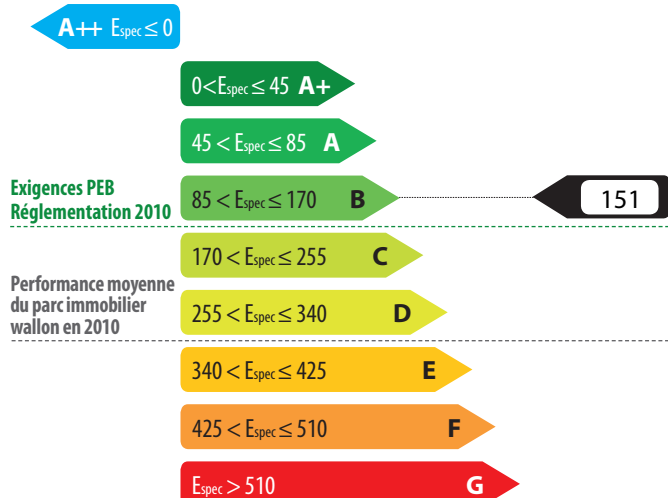 A++ Espec ≤ 0
0<Espec ≤ 45 A+
45 < Espec ≤ 85 A
Exigences PEB
Réglementation 2010
85 < Espec ≤ 170 B
151
170 < Espec ≤ 255 C
Performance moyenne
du parc immobilier
wallon en 2010
255 < Espec ≤ 340 D
340 < Espec ≤ 425 E
425 < Espec ≤ 510 F
Espec > 510 G